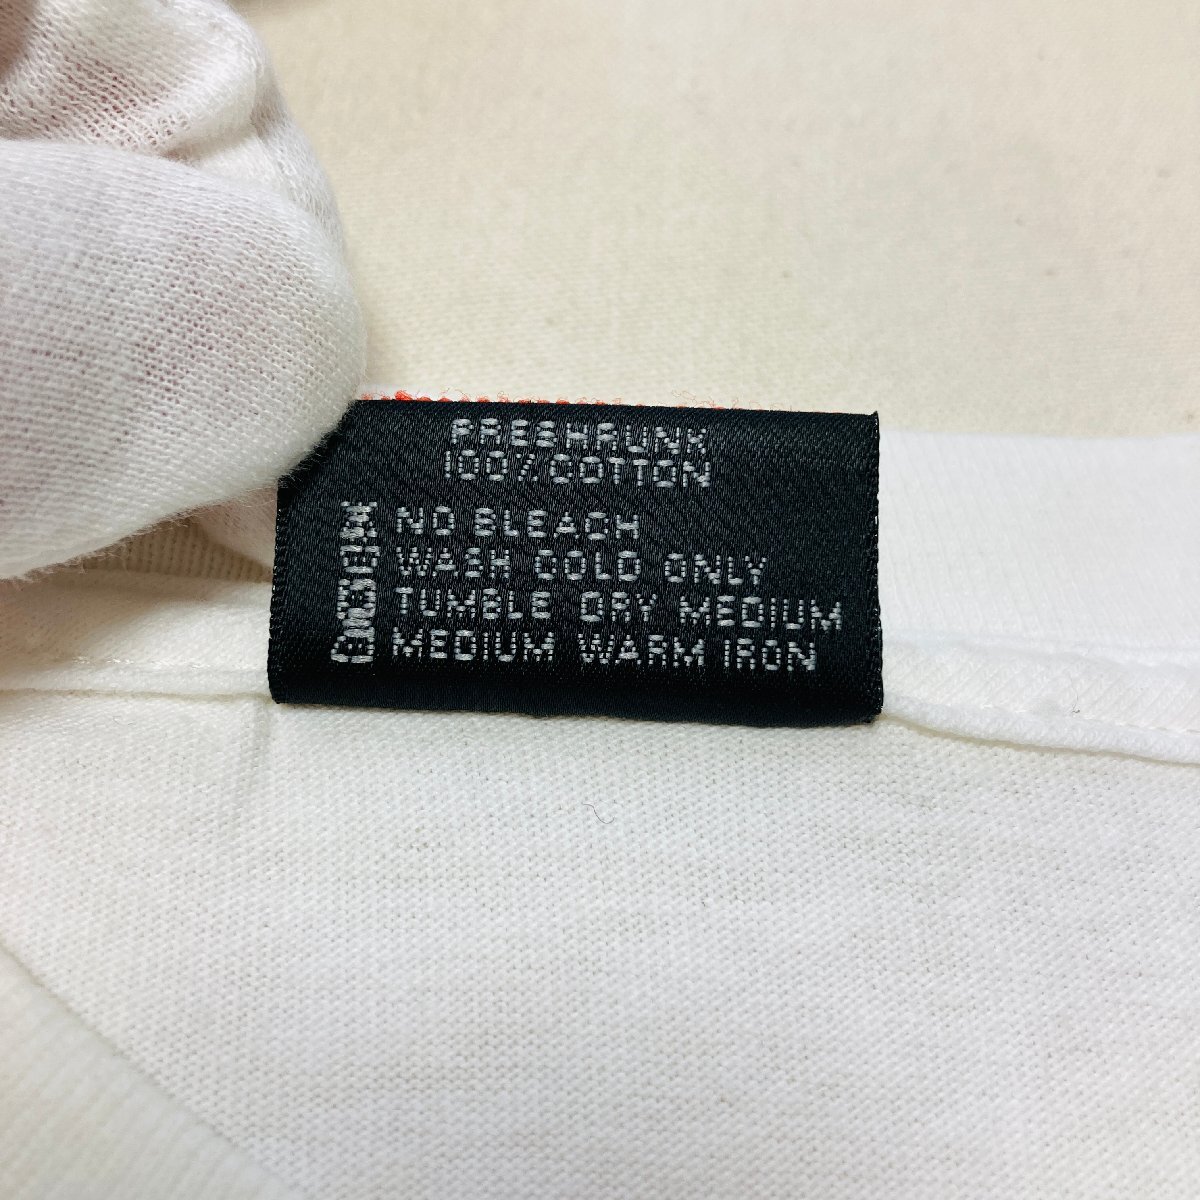 PRESHRUNK
100% COTTON
NO BLEACH
WASH COLD ONLY
TUMBLE DRY MEDIUM
MEDIUM WARM IRON